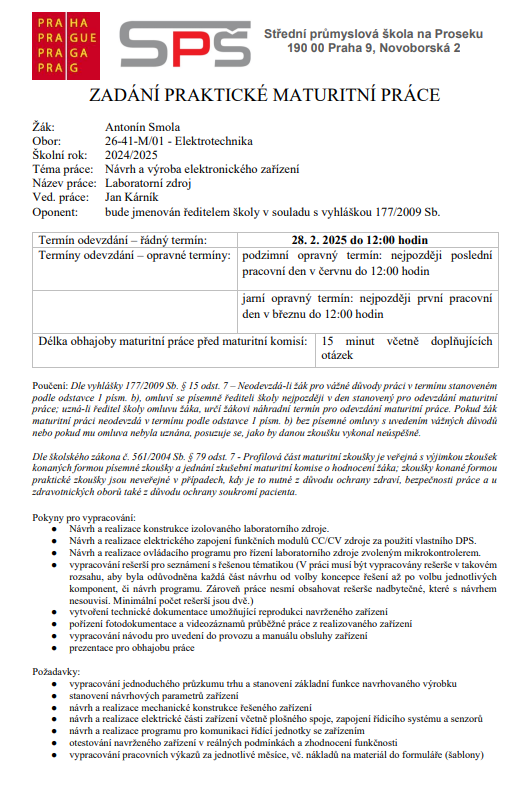 PRA HA
PRA GUE
PRA GA
PRA G
SPŠ
Střední průmyslová škola na Proseku
190 00 Praha 9, Novoborská 2
ZADÁNÍ PRAKTICKÉ MATURITNÍ PRÁCE
Žák: Antonín Smola
Obor: 26-41-M/01 - Elektrotechnika
Školní rok: 2024/2025
Téma práce: Návrh a výroba elektronického zařízení
Název práce: Laboratorní zdroj
Ved. práce: Jan Kárník
Oponent: bude jmenován ředitelem školy v souladu s vyhláškou 177/2009 Sb.
Termín odevzdání – řádný termín: 28. 2. 2025 do 12:00 hodin
Termíny odevzdání – opravné termíny: podzimní opravný termín: nejpozději poslední
pracovní den v červnu do 12:00 hodin
jarní opravný termín: nejpozději první pracovní
den v březnu do 12:00 hodin
Délka obhajoby maturitní práce před maturitní komisí: 15 minut včetně doplňujících
otázek
Poučení: Dle vyhlášky 177/2009 Sb. § 15 odst. 7 – Neodevzdá-li žák pro vážné důvody práci v termínu stanoveném
podle odstavce 1 písm. b), omluví se písemně řediteli školy nejpozději v den stanovený pro odevzdání maturitní
práce; uzná-li ředitel školy omluvu žáka, určí žákovi náhradní termín pro odevzdání maturitní práce. Pokud žák
maturitní práci neodevzdá v termínu podle odstavce 1 písm. b) bez písemné omluvy s uvedením vážných důvodů
nebo pokud mu omluva nebyla uznána, posuzuje se, jako by danou zkoušku vykonal neúspěšně.
Dle školského zákona č. 561/2004 Sb. § 79 odst. 7 - Profilová část maturitní zkoušky je veřejná s výjimkou zkoušek
konaných formou písemné zkoušky a jednání zkušební maturitní komise o hodnocení žáka; zkoušky konané formou
praktické zkoušky jsou neveřejné v případech, kdy je to nutné z důvodu ochrany zdraví, bezpečnosti práce a u
zdravotnických oborů také z důvodu ochrany soukromí pacienta.
Pokyny pro vypracování:
● Návrh a realizace konstrukce izolovaného laboratorního zdroje.
● Návrh a realizace elektrického zapojení funkčních modulů CC/CV zdroje za použití vlastního DPS.
● Návrh a realizace ovládacího programu pro řízení laboratorního zdroje zvoleným mikrokontrolerem.
● vypracování rešerší pro seznámení s řešenou tématikou (V práci musí být vypracovány rešerše v takovém
rozsahu, aby byla odůvodněna každá část návrhu od volby koncepce řešení až po volbu jednotlivých
komponent, či návrh programu. Zároveň práce nesmí obsahovat rešerše nadbytečné, které s návrhem
nesouvisí. Minimální počet rešerší jsou dvě.)
● vytvoření technické dokumentace umožňující reprodukci navrženého zařízení
● pořízení fotodokumentace a videozáznamů průběžné práce z realizovaného zařízení
● vypracování návodu pro uvedení do provozu a manuálu obsluhy zařízení
● prezentace pro obhajobu práce
Požadavky:
● vypracování jednoduchého průzkumu trhu a stanovení základní funkce navrhovaného výrobku
● stanovení návrhových parametrů zařízení
● návrh a realizace mechanické konstrukce řešeného zařízení
● návrh a realizace elektrické části zařízení včetně plošného spoje, zapojení řídicího systému a senzorů
● návrh a realizace programu pro komunikaci řídící jednotky se zařízením
● otestování navrženého zařízení v reálných podmínkách a zhodnocení funkčnosti
● vypracování pracovních výkazů za jednotlivé měsíce, vč. nákladů na materiál do formuláře (šablony)